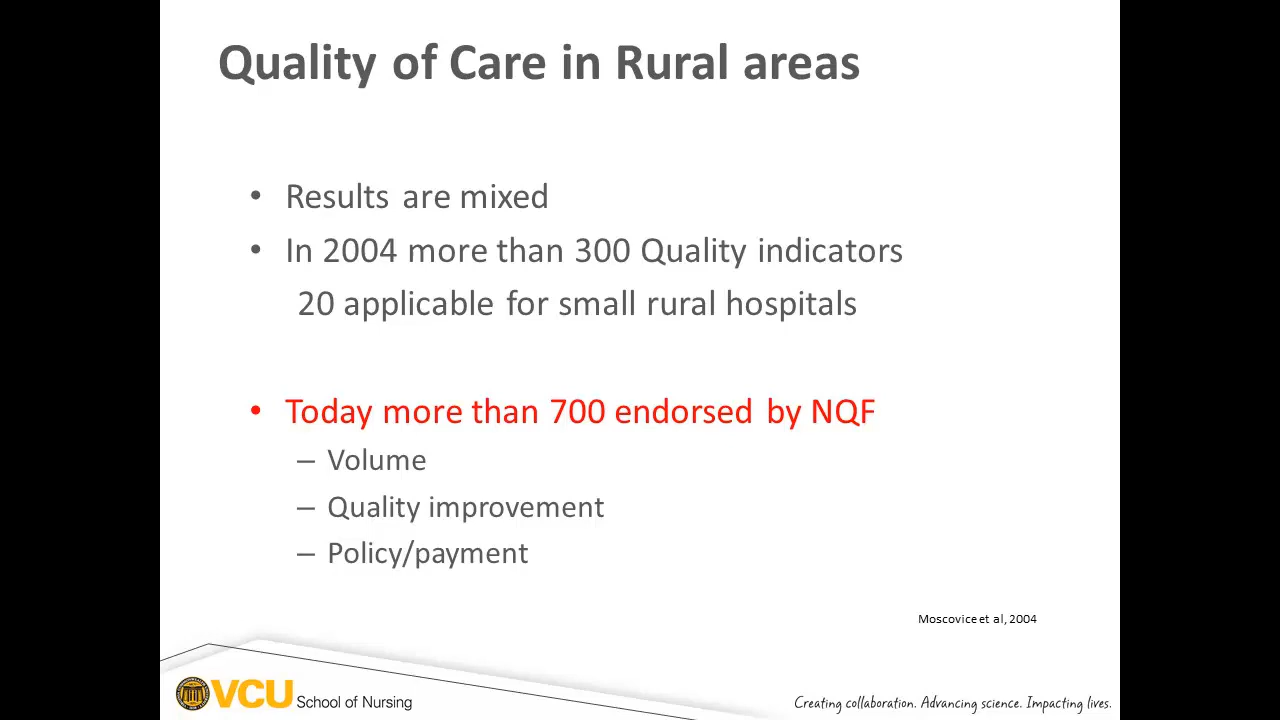 Quality of Care in Rural areas
• Results are mixed
• In 2004 more than 300 Quality indicators
20 applicable for small rural hospitals
• Today more than 700 endorsed by NQF
– Volume
– Quality improvement
– Policy/payment
Moscovice et al, 2004
VCU School of Nursing
Creating collaboration. Advancing science. Impacting lives.